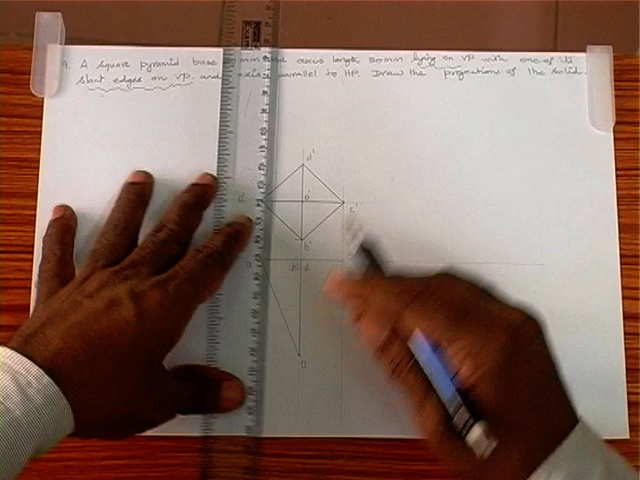 9. A square pyramid base mm and axis length 50mm lying on VP with one of its
slant edges on VP. and axis parallel to HP. Draw the projections of the solid.
d'
a' o' c'
b'
a (b) d
o